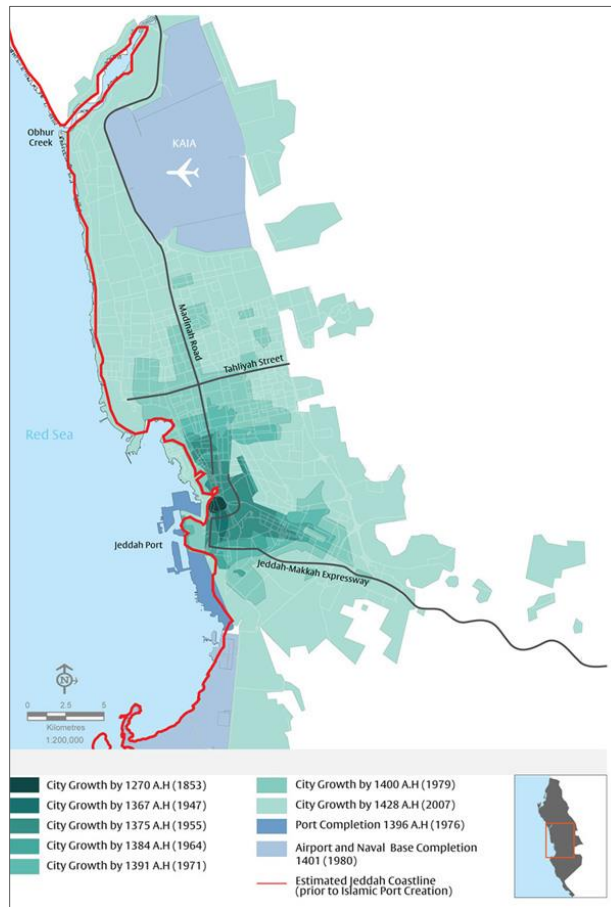 Obhur
Creek
KAIA
Madinah Road
Tahliyah Street
Red Sea
Jeddah Port
Jeddah-Makkah Expressway
N
0 2.5 5
Kilometres
1:200,000
City Growth by 1270 A.H (1853)
City Growth by 1367 A.H (1947)
City Growth by 1375 A.H (1955)
City Growth by 1384 A.H (1964)
City Growth by 1391 A.H (1971)
City Growth by 1400 A.H (1979)
City Growth by 1428 A.H (2007)
Port Completion 1396 A.H (1976)
Airport and Naval Base Completion
1401 (1980)
Estimated Jeddah Coastline
(prior to Islamic Port Creation)